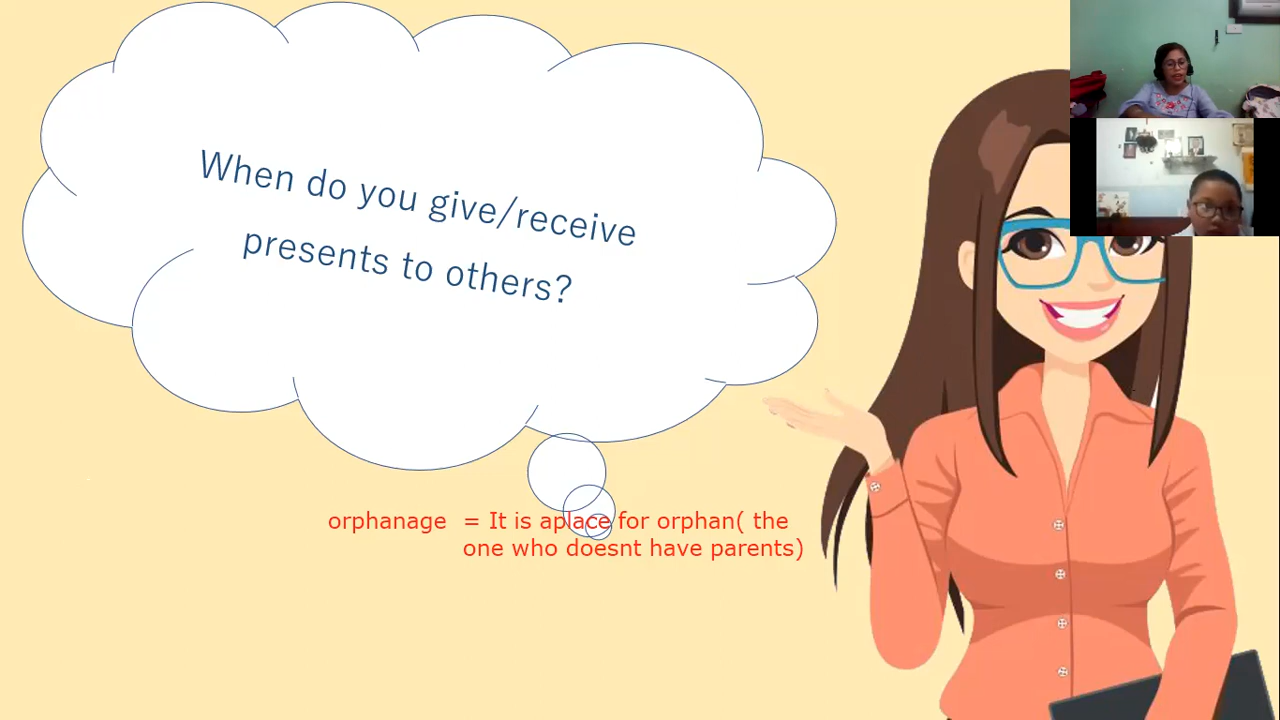 When do you give/receive
presents to others?
orphanage = It is aplace for orphan( the
one who doesnt have parents)